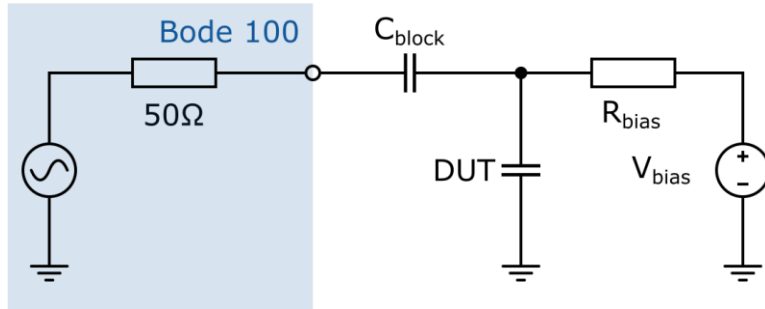 Bode 100
C_block
50Ω
R_bias
DUT
V_bias
+
−